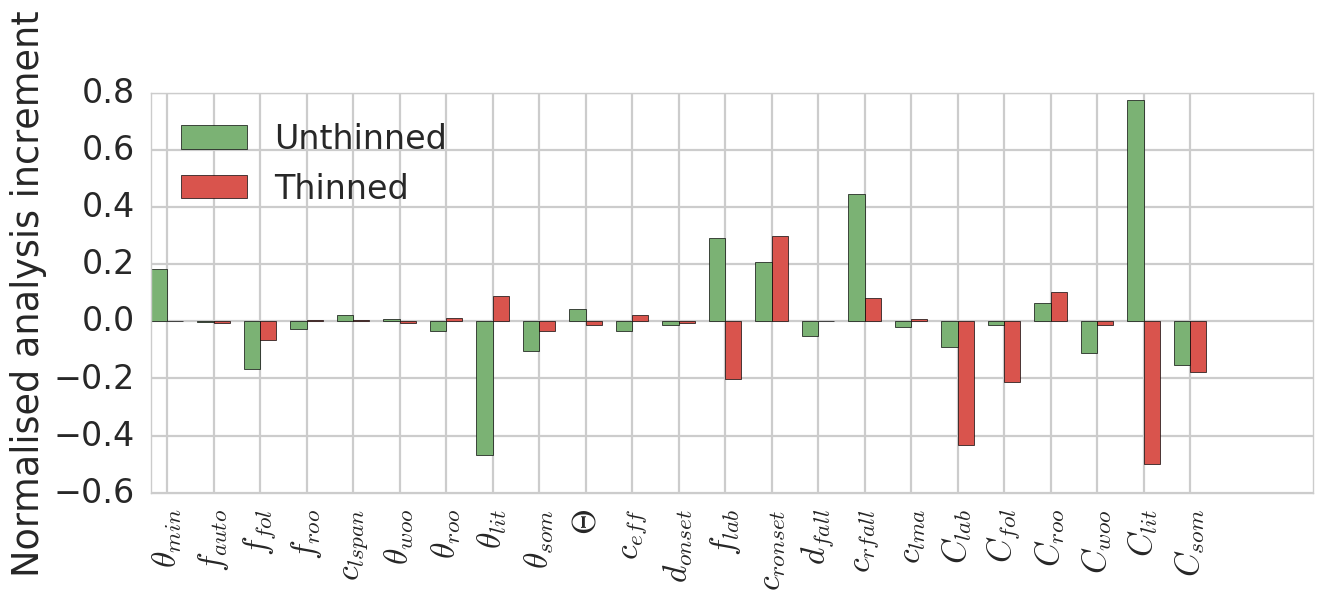 Normalised analysis increment
0.8
0.6
0.4
0.2
0.0
−0.2
−0.4
−0.6
Unthinned
Thinned
θmin
fauto
ffol
froo
clspan
θwoo
θroo
θlit
θsom
Θ
ceff
donset
flab
cronset
dfall
crfall
clma
Clab
Cfol
Croo
Cwoo
Clit
Csom